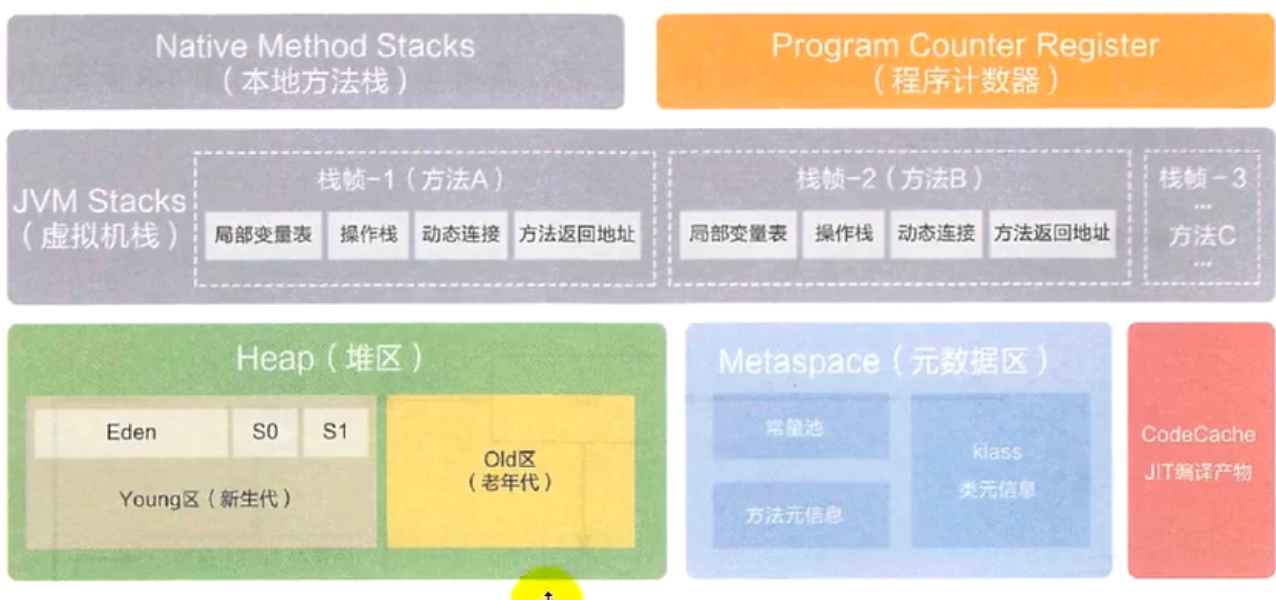 Native Method Stacks
（本地方法栈）
Program Counter Register
（程序计数器）
JVM Stacks
（虚拟机栈）
栈帧-1（方法A）
局部变量表
操作栈
动态连接
方法返回地址
栈帧-2（方法B）
局部变量表
操作栈
动态连接
方法返回地址
栈帧-3
...
方法C
...
Heap（堆区）
Eden
S0
S1
Young区（新生代）
Old区
（老年代）
Metaspace（元数据区）
常量池
方法元信息
klass
类元信息
CodeCache
JIT编译产物